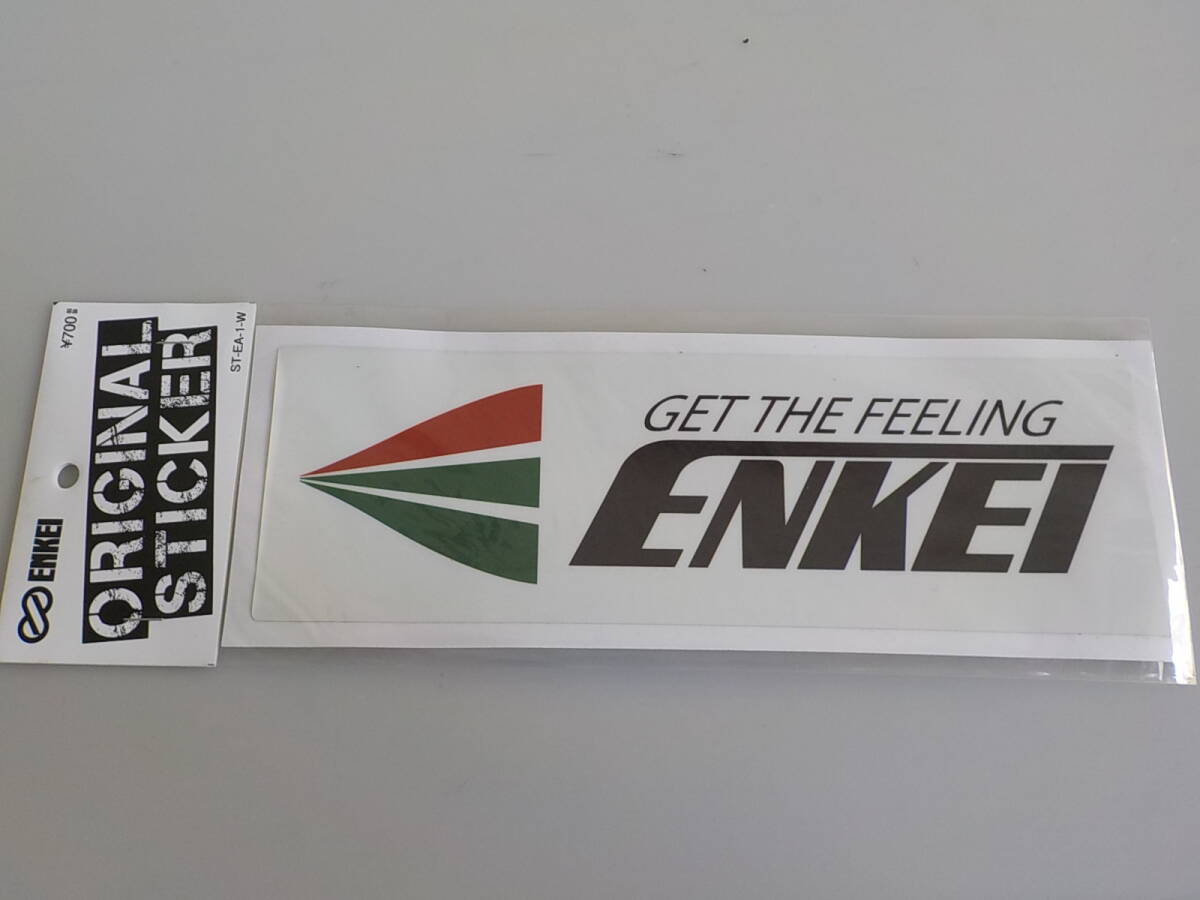 ¥700
ORIGINAL
STICKER
ST-EA-1-W
ENKEI
GET THE FEELING
ENKEI